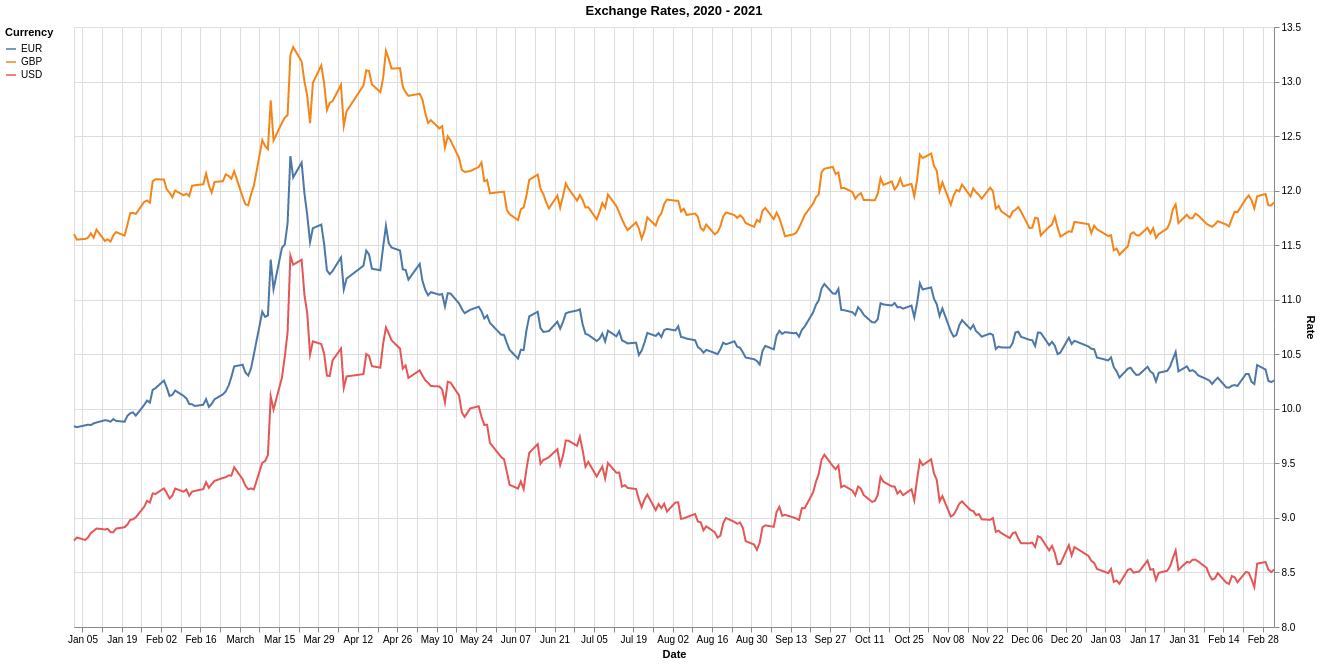 Exchange Rates, 2020 - 2021
Currency
EUR
GBP
USD
13.5
13.0
12.5
12.0
11.5
11.0
10.5
10.0
9.5
9.0
8.5
8.0
Rate
Jan 05 Jan 19 Feb 02 Feb 16 March Mar 15 Mar 29 Apr 12 Apr 26 May 10 May 24 Jun 07 Jun 21 Jul 05 Jul 19 Aug 02 Aug 16 Aug 30 Sep 13 Sep 27 Oct 11 Oct 25 Nov 08 Nov 22 Dec 06 Dec 20 Jan 03 Jan 17 Jan 31 Feb 14 Feb 28
Date